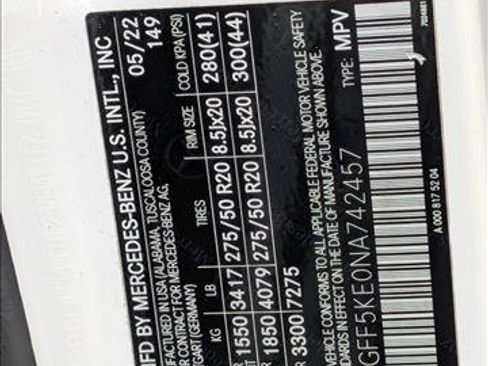 MFD BY MERCEDES-BENZ U.S. INTL., INC
05/22
149
UFACTURED IN USA (ALABAMA, TUSCALOOSA COUNTY)
R CONTRACT FOR MERCEDES-BENZ AG,
TGART (GERMANY)
KG LB TIRES RIM SIZE COLD KPA (PSI)
R 1550 3417 275/50 R20 8.5Jx20 280(41)
R 1850 4079 275/50 R20 8.5Jx20 300(44)
R 3300 7275
VEHICLE CONFORMS TO ALL APPLICABLE FEDERAL MOTOR VEHICLE SAFETY
NDARDS IN EFFECT ON THE DATE OF MANUFACTURE SHOWN ABOVE.
GFF5KE0NA742457 TYPE: MPV
A 000 817 52 04